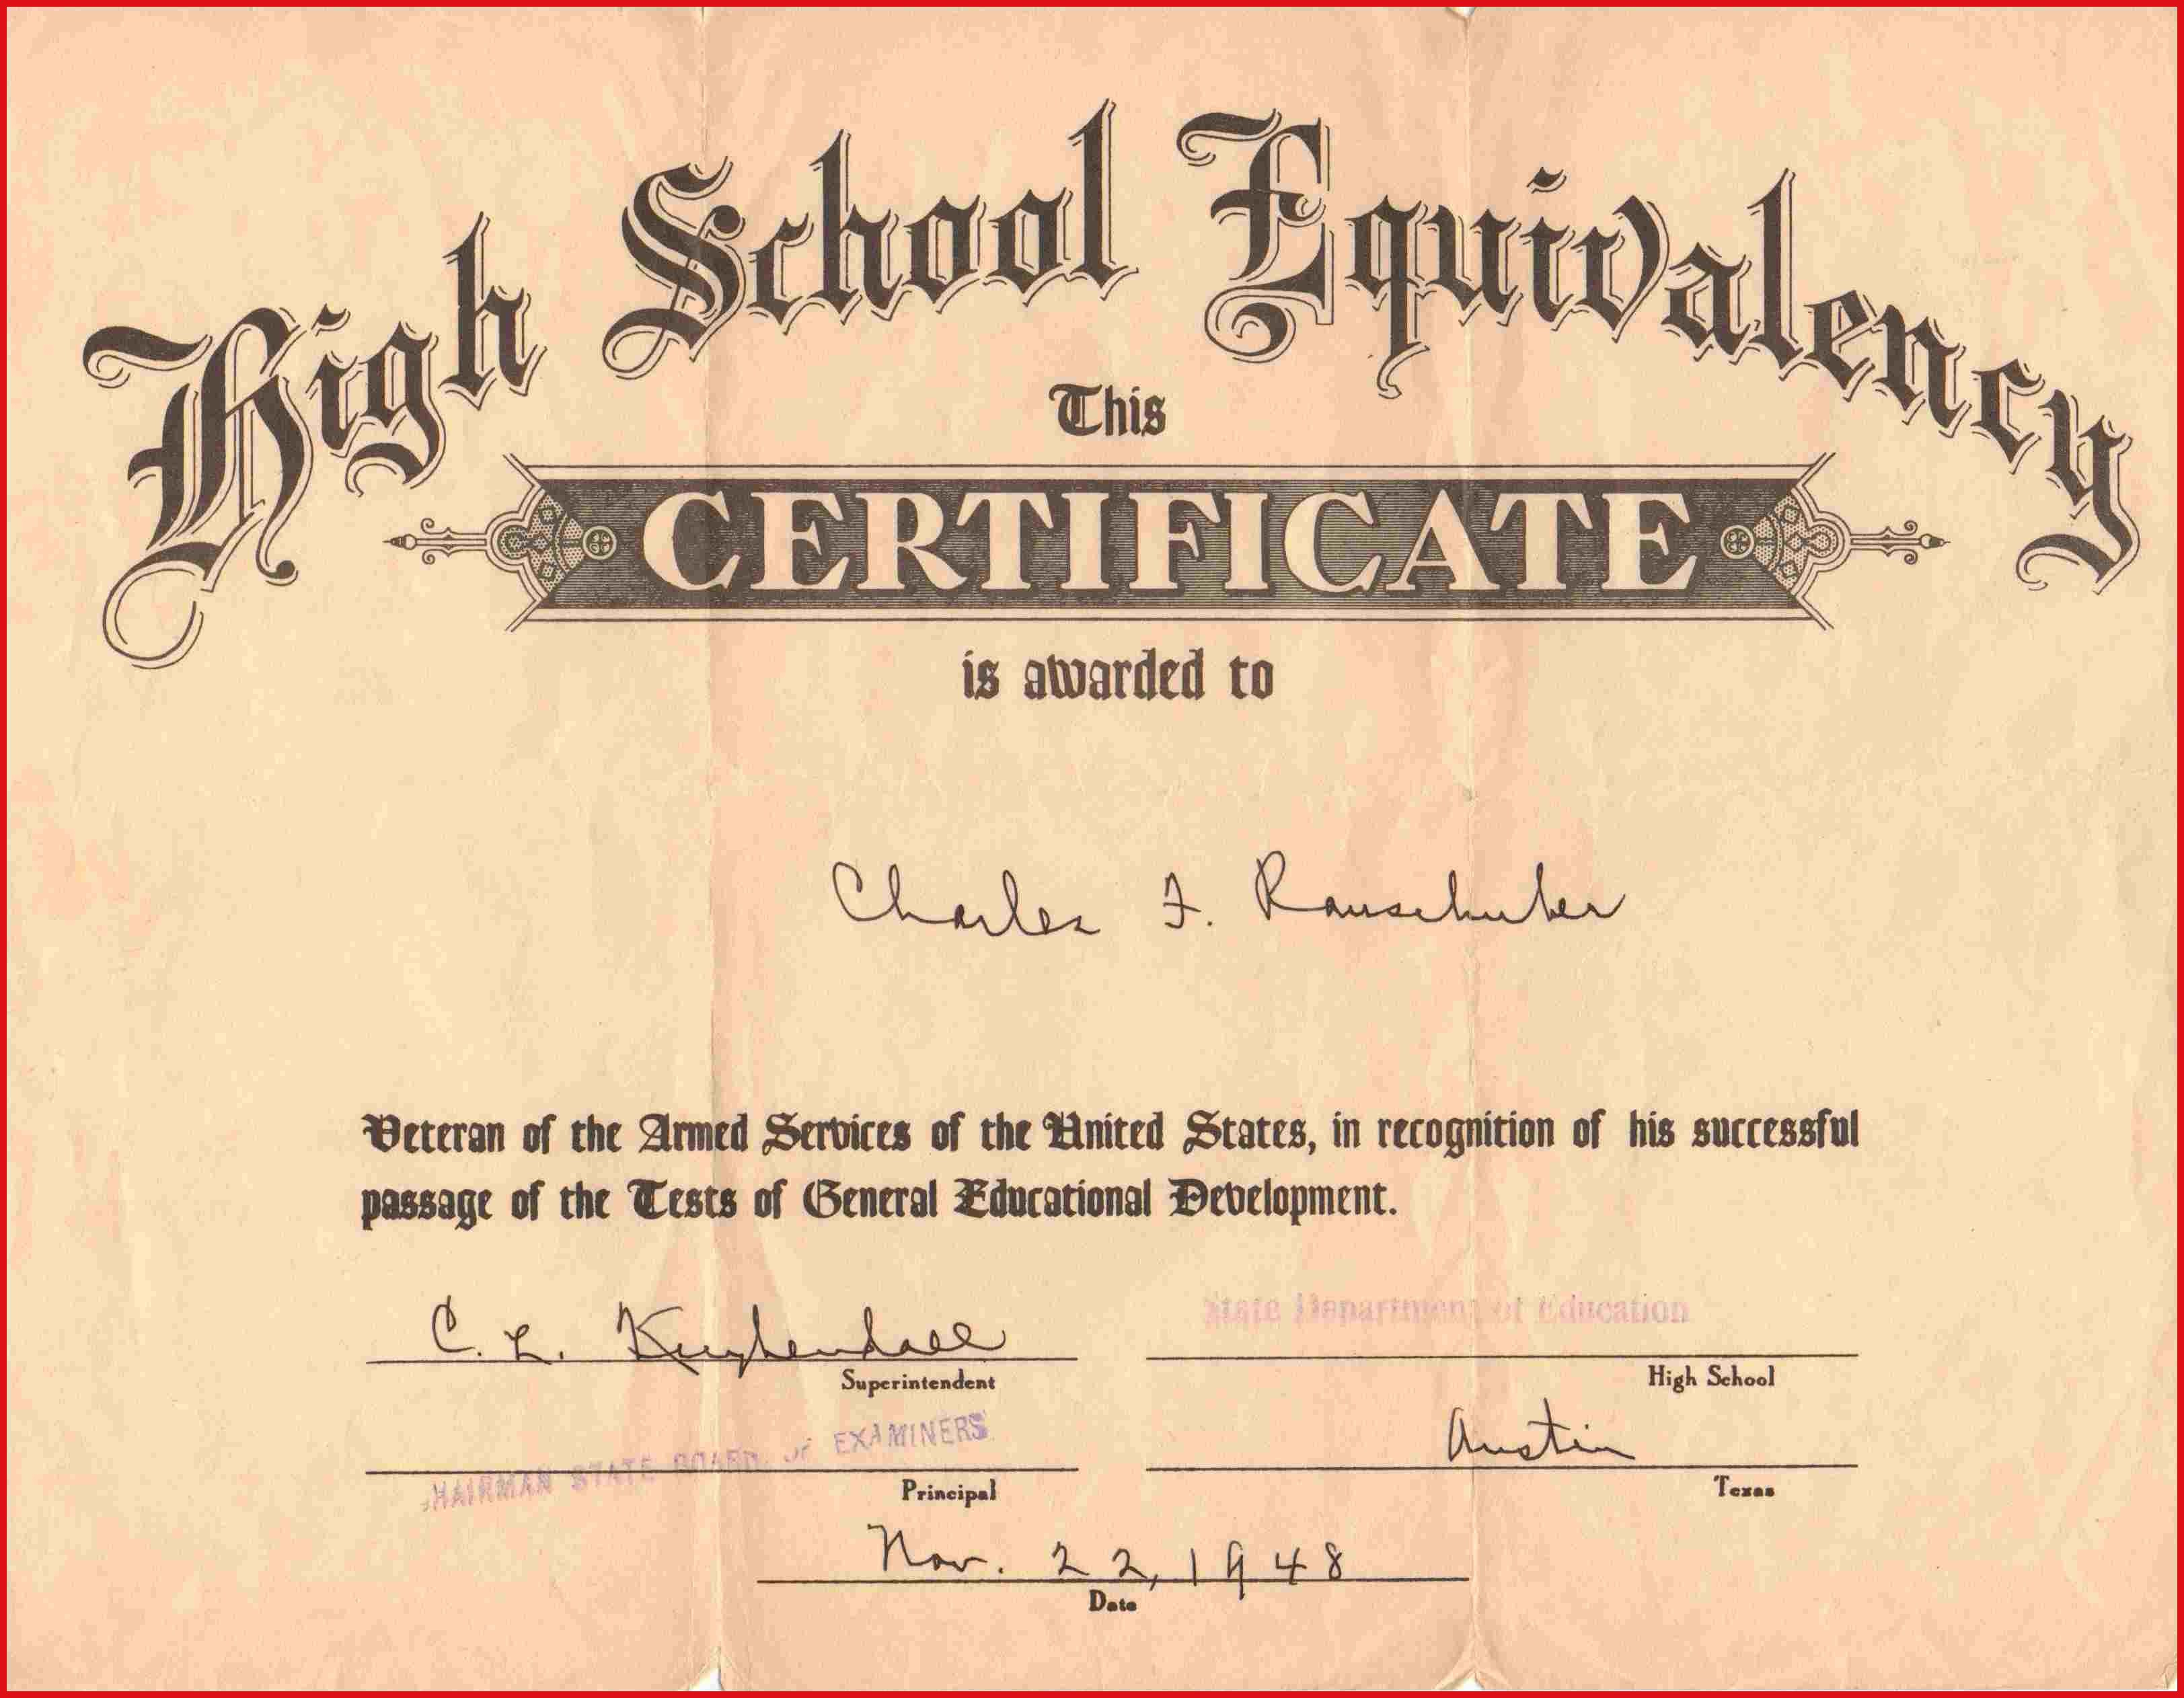 High School Equivalency
This
CERTIFICATE
is awarded to
Charles F. Rauschuber
Veteran of the Armed Services of the United States, in recognition of his successful
passage of the Tests of General Educational Development.
C. L. Kuykendall
Superintendent
State Department of Education
High School
HAIRMAN STATE BOARD OF EXAMINERS
Principal
Austin
Texas
Nov. 22, 1948
Date